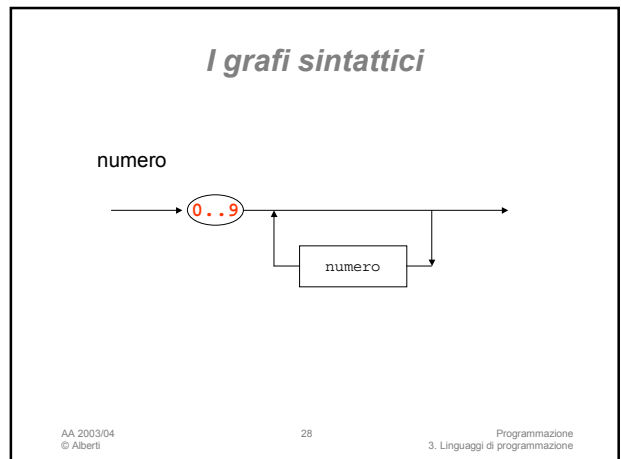 I grafi sintattici
numero
0..9
numero
AA 2003/04
© Alberti
28
Programmazione
3. Linguaggi di programmazione